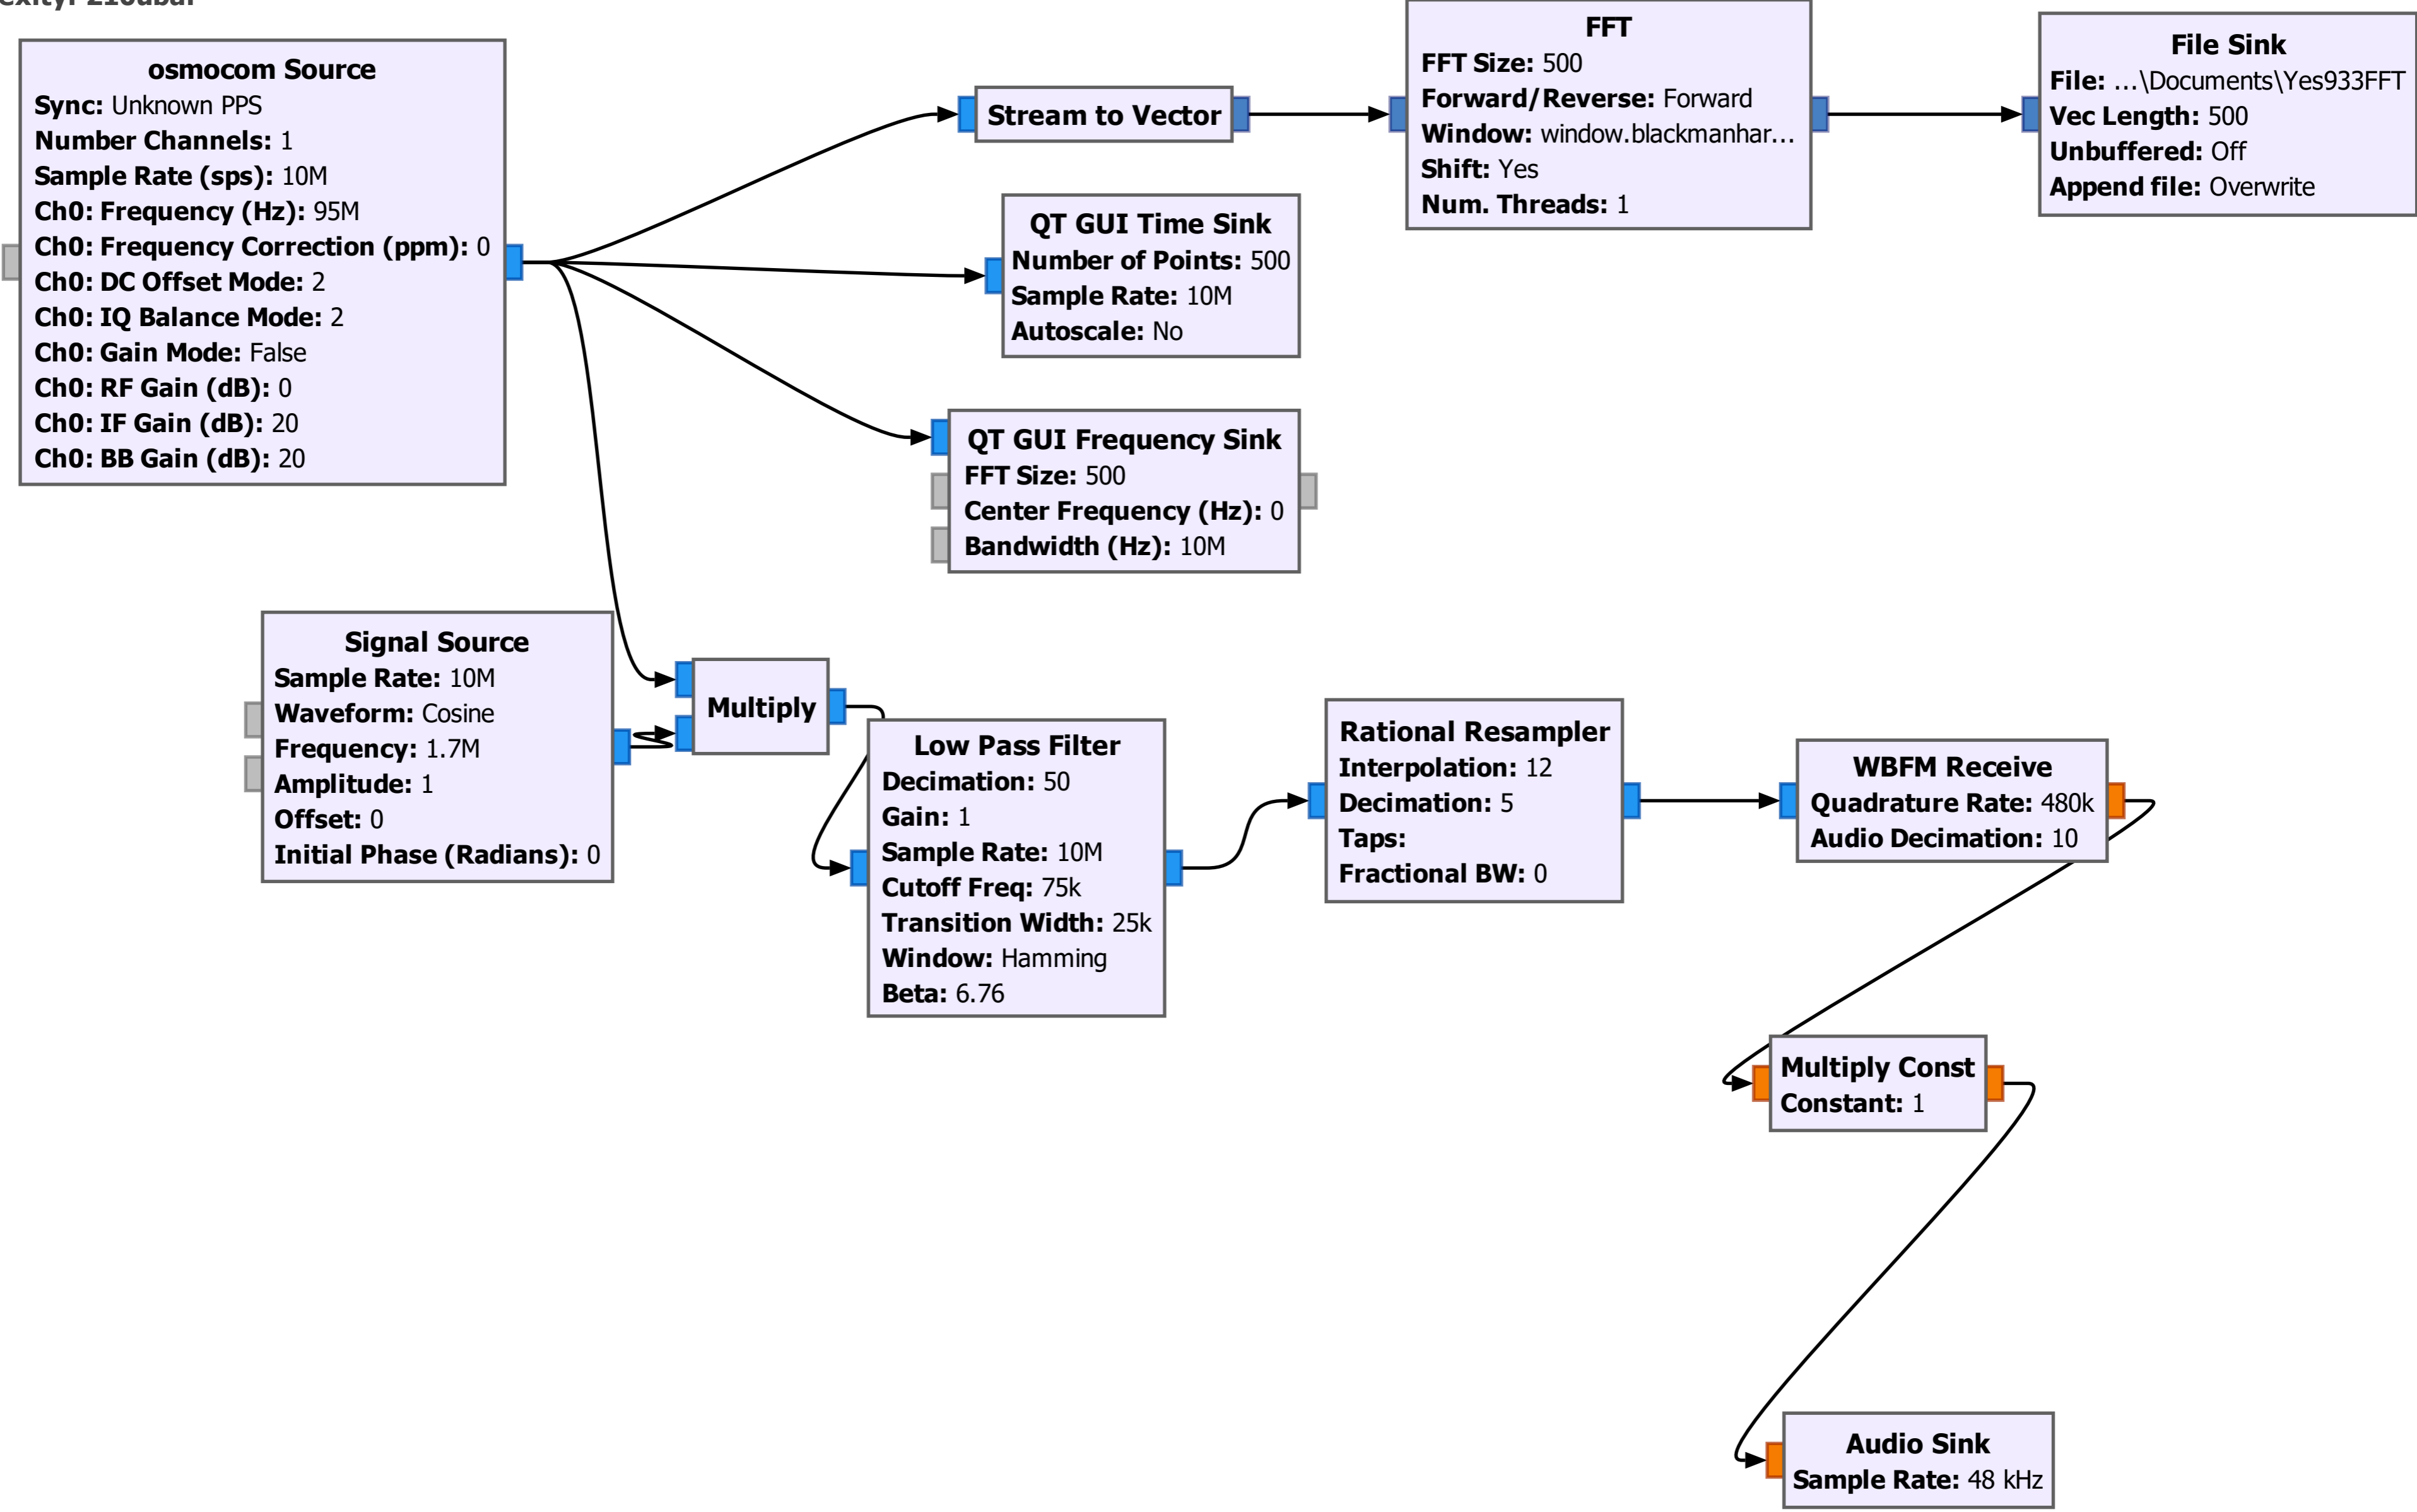 osmocom Source
Sync: Unknown PPS
Number Channels: 1
Sample Rate (sps): 10M
Ch0: Frequency (Hz): 95M
Ch0: Frequency Correction (ppm): 0
Ch0: DC Offset Mode: 2
Ch0: IQ Balance Mode: 2
Ch0: Gain Mode: False
Ch0: RF Gain (dB): 0
Ch0: IF Gain (dB): 20
Ch0: BB Gain (dB): 20
Stream to Vector
FFT
FFT Size: 500
Forward/Reverse: Forward
Window: window.blackmanhar...
Shift: Yes
Num. Threads: 1
File Sink
File: ...\Documents\Yes933FFT
Vec Length: 500
Unbuffered: Off
Append file: Overwrite
QT GUI Time Sink
Number of Points: 500
Sample Rate: 10M
Autoscale: No
QT GUI Frequency Sink
FFT Size: 500
Center Frequency (Hz): 0
Bandwidth (Hz): 10M
Signal Source
Sample Rate: 10M
Waveform: Cosine
Frequency: 1.7M
Amplitude: 1
Offset: 0
Initial Phase (Radians): 0
Multiply
Low Pass Filter
Decimation: 50
Gain: 1
Sample Rate: 10M
Cutoff Freq: 75k
Transition Width: 25k
Window: Hamming
Beta: 6.76
Rational Resampler
Interpolation: 12
Decimation: 5
Taps:
Fractional BW: 0
WBFM Receive
Quadrature Rate: 480k
Audio Decimation: 10
Multiply Const
Constant: 1
Audio Sink
Sample Rate: 48 kHz